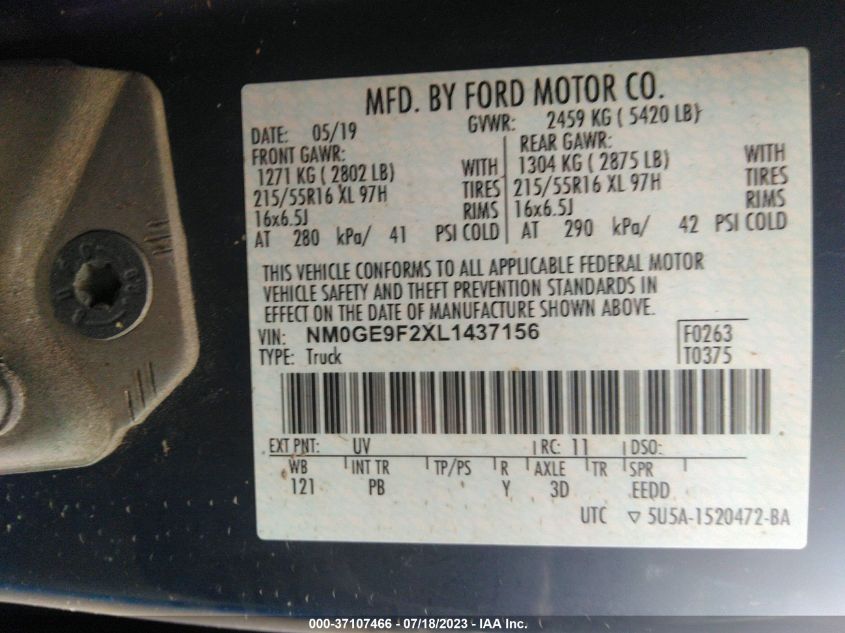 MFD. BY FORD MOTOR CO.
DATE: 05/19 GVWR: 2459 KG ( 5420 LB)
FRONT GAWR: REAR GAWR:
1271 KG ( 2802 LB) WITH 1304 KG ( 2875 LB) WITH
215/55R16 XL 97H TIRES 215/55R16 XL 97H TIRES
16x6.5J RIMS 16x6.5J RIMS
AT 280 kPa/ 41 PSI COLD AT 290 kPa/ 42 PSI COLD
THIS VEHICLE CONFORMS TO ALL APPLICABLE FEDERAL MOTOR
VEHICLE SAFETY AND THEFT PREVENTION STANDARDS IN
EFFECT ON THE DATE OF MANUFACTURE SHOWN ABOVE.
VIN: NM0GE9F2XL1437156 F0263
TYPE: Truck T0375
EXT PNT: UV RC: 11 DSO:
WB INT TR TP/PS R AXLE TR SPR
121 PB Y 3D EEDD
UTC ▽ 5U5A-1520472-BA
000-37107466 - 07/18/2023 - IAA Inc.